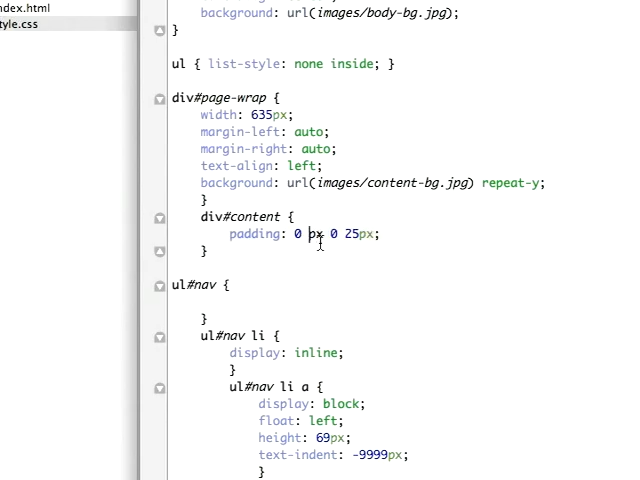 ndex.html
tyle.css
background: url(images/body-bg.jpg);
}
ul { list-style: none inside; }
div#page-wrap {
width: 635px;
margin-left: auto;
margin-right: auto;
text-align: left;
background: url(images/content-bg.jpg) repeat-y;
}
div#content {
padding: 0 px 0 25px;
}
ul#nav {
}
ul#nav li {
display: inline;
}
ul#nav li a {
display: block;
float: left;
height: 69px;
text-indent: -9999px;
}